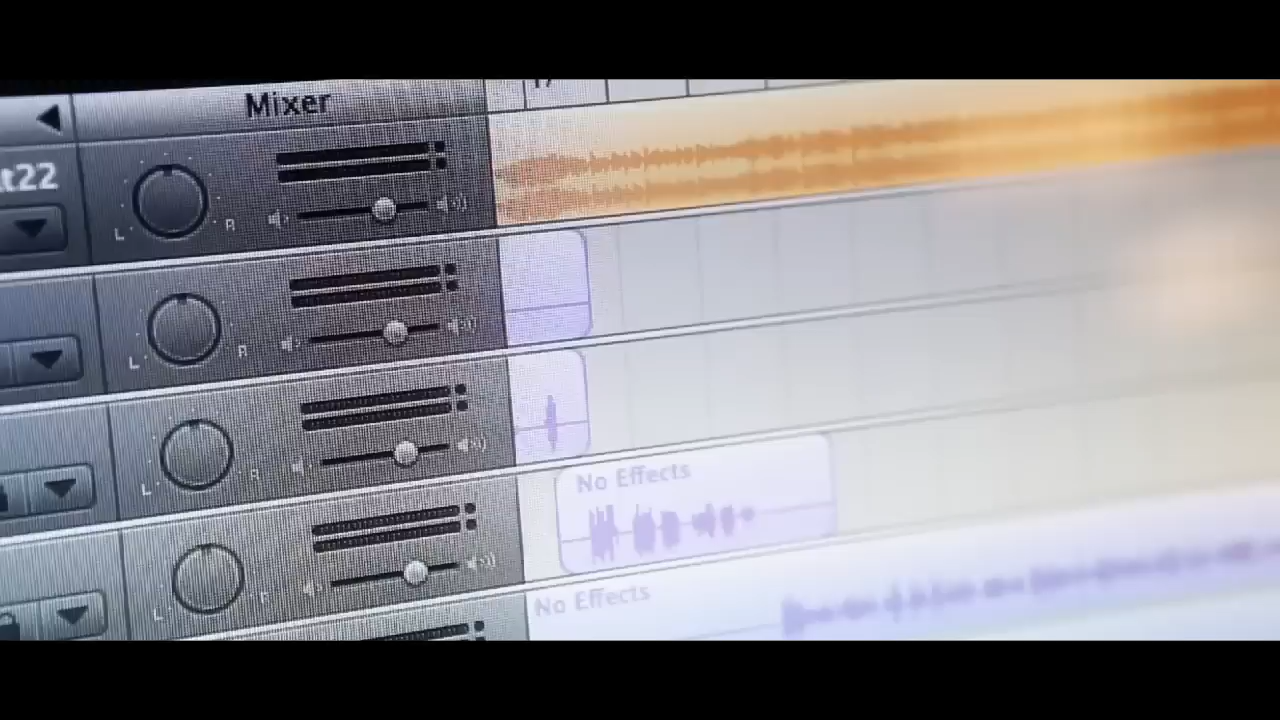 Mixer
t22
L R
L R
No Effects
L R
No Effects
L